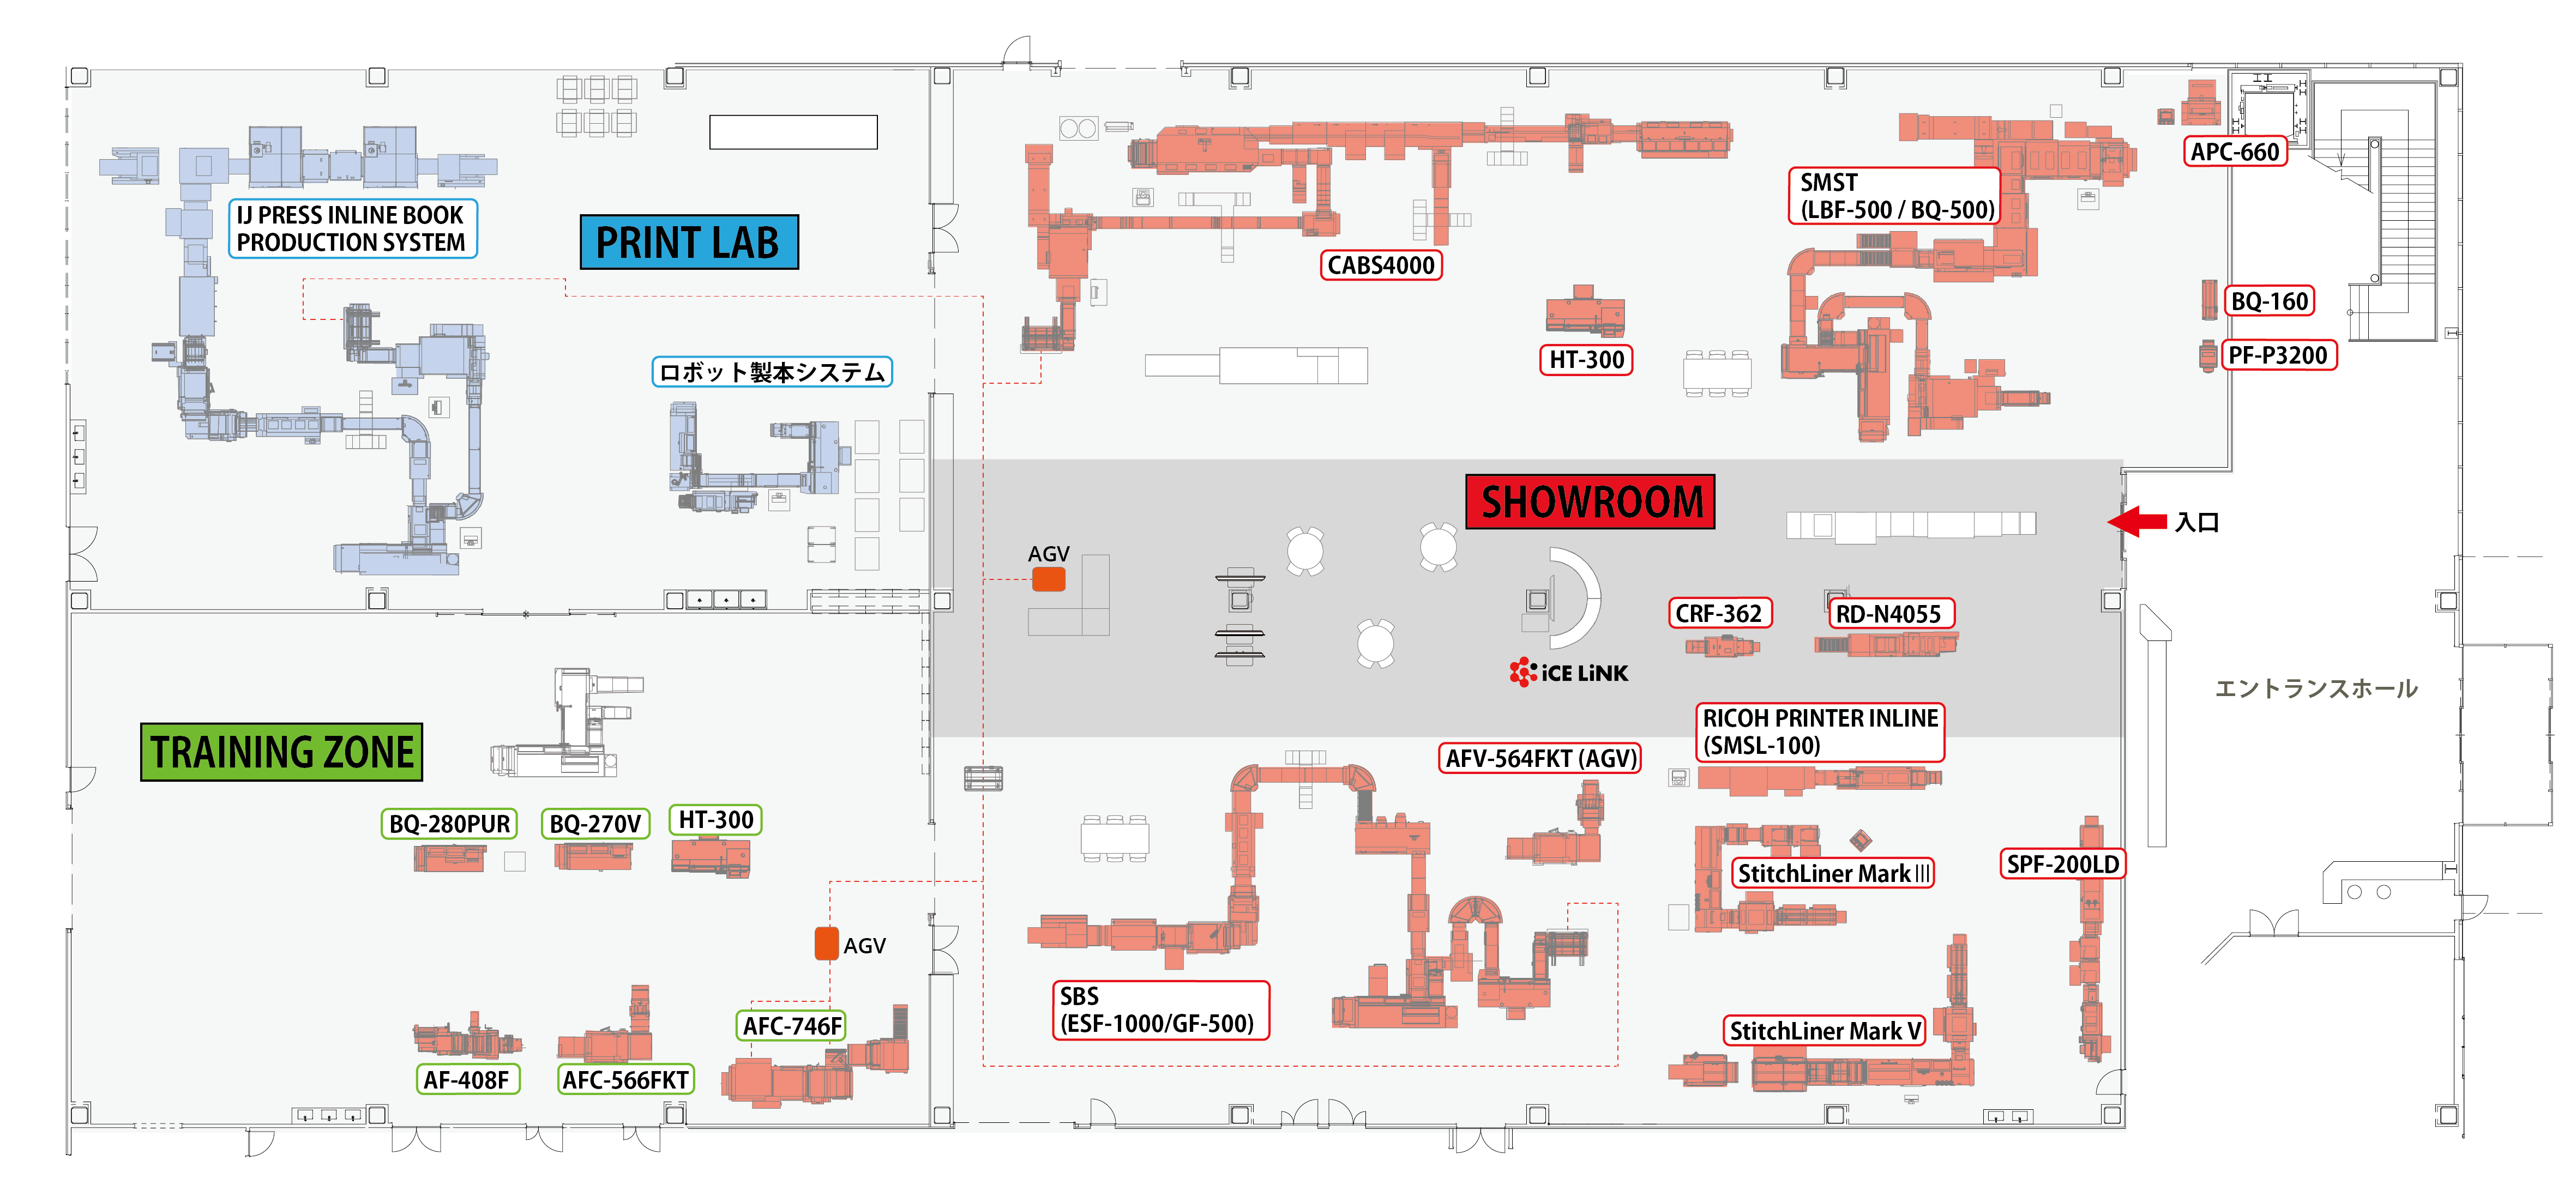 IJ PRESS INLINE BOOK
PRODUCTION SYSTEM
PRINT LAB
ロボット製本システム
TRAINING ZONE
BQ-280PUR
BQ-270V
HT-300
AGV
AFC-746F
AF-408F
AFC-566FKT
CABS4000
HT-300
SMST
(LBF-500 / BQ-500)
APC-660
BQ-160
PF-P3200
SHOWROOM
入口
AGV
CRF-362
RD-N4055
iCE LiNK
エントランスホール
RICOH PRINTER INLINE
(SMSL-100)
AFV-564FKT (AGV)
StitchLiner MarkⅢ
SPF-200LD
SBS
(ESF-1000/GF-500)
StitchLiner Mark V